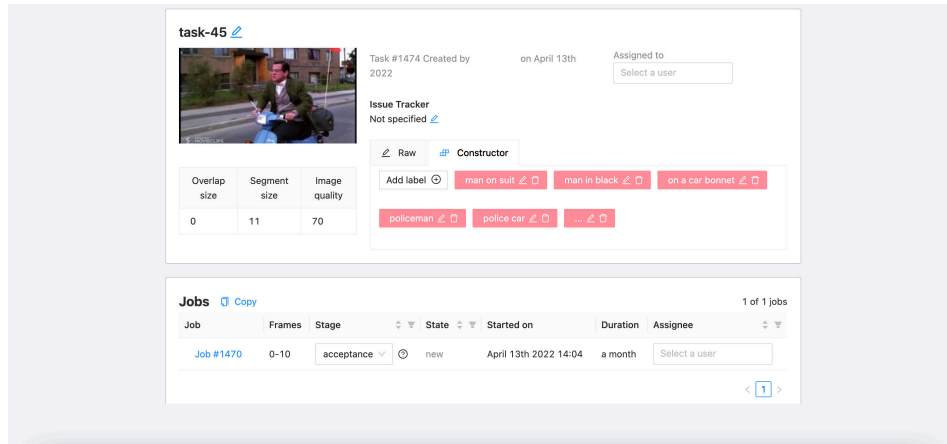 task-45
Task #1474 Created by on April 13th
2022
Assigned to
Select a user
Issue Tracker
Not specified
Raw
Constructor
Overlap size
Segment size
Image quality
0 11 70
Add label
man on suit
man in black
on a car bonnet
policeman
police car
...
Jobs Copy 1 of 1 jobs
Job Frames Stage State Started on Duration Assignee
Job #1470 0-10 acceptance new April 13th 2022 14:04 a month Select a user
1